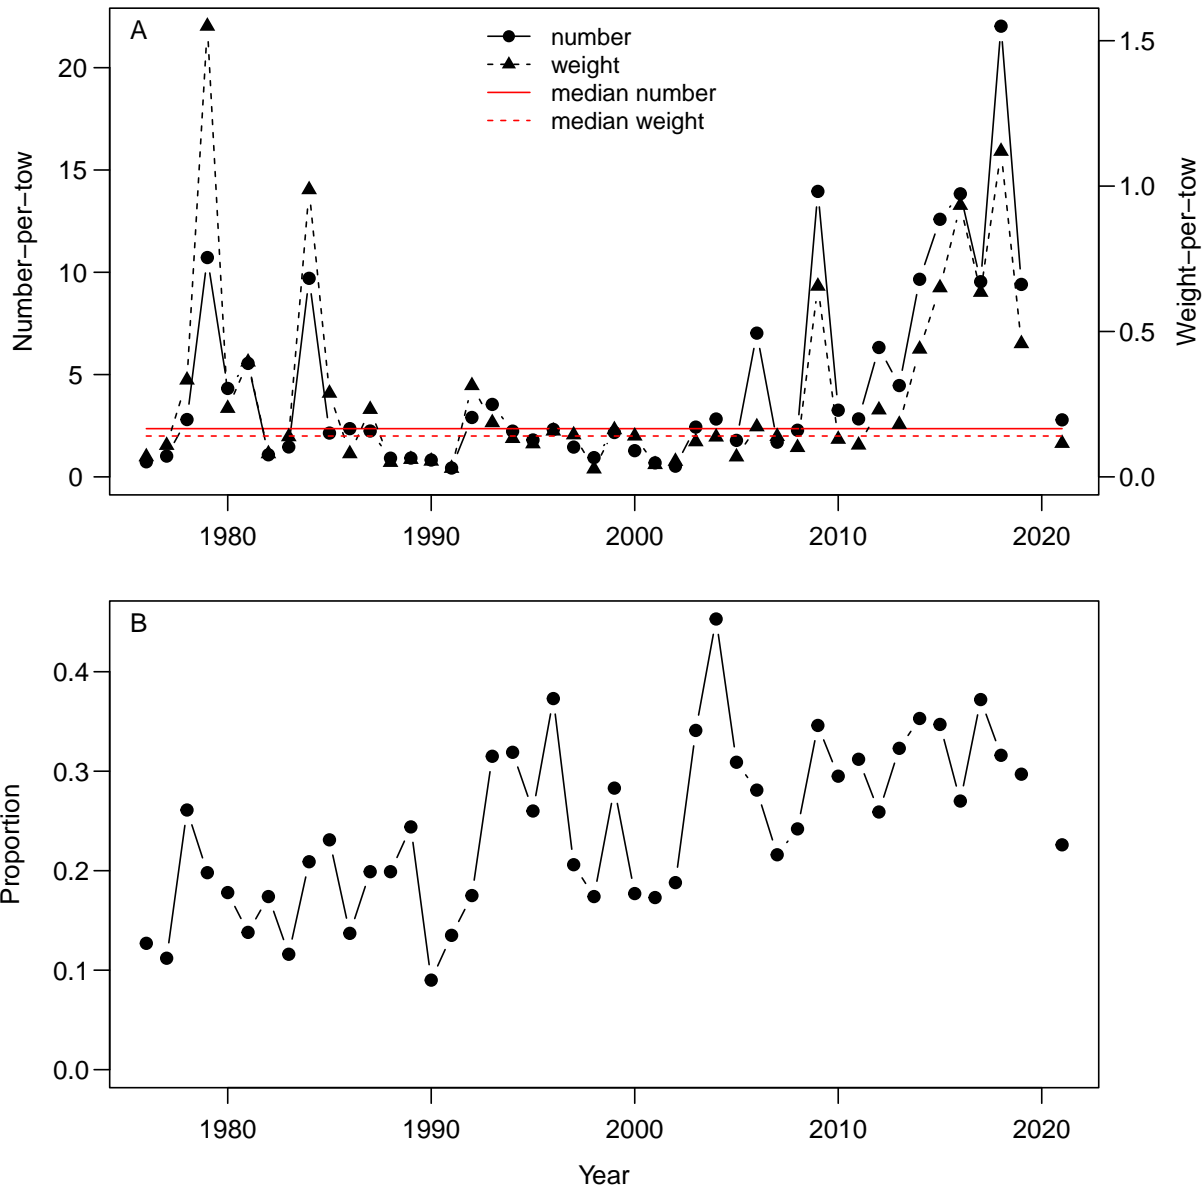 A
number
weight
median number
median weight
Number−per−tow
0
5
10
15
20
Weight−per−tow
0.0
0.5
1.0
1.5
1980 1990 2000 2010 2020
B
Proportion
0.0
0.1
0.2
0.3
0.4
1980 1990 2000 2010 2020
Year